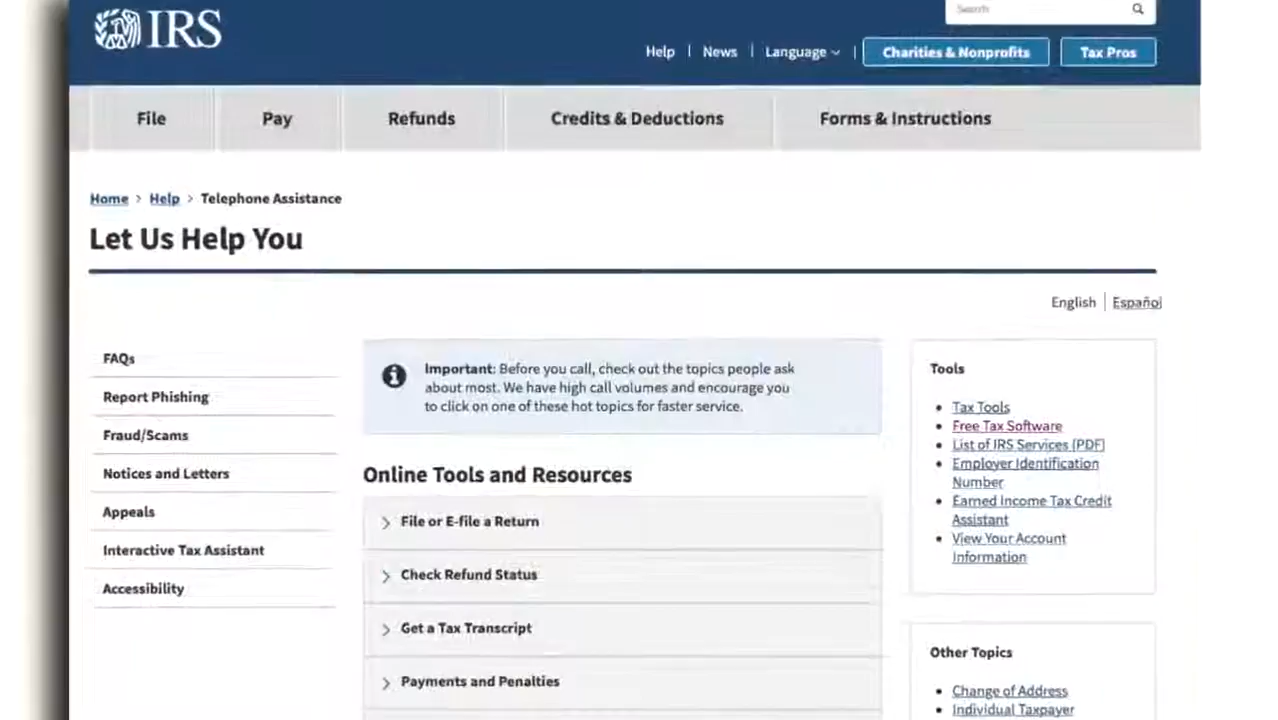 IRS
Search
Help
News
Language
Charities & Nonprofits
Tax Pros
File
Pay
Refunds
Credits & Deductions
Forms & Instructions
Home > Help > Telephone Assistance
Let Us Help You
English
Español
FAQs
Report Phishing
Fraud/Scams
Notices and Letters
Appeals
Interactive Tax Assistant
Accessibility
Important: Before you call, check out the topics people ask
about most. We have high call volumes and encourage you
to click on one of these hot topics for faster service.
Online Tools and Resources
File or E-file a Return
Check Refund Status
Get a Tax Transcript
Payments and Penalties
Tools
Tax Tools
Free Tax Software
List of IRS Services (PDF)
Employer Identification
Number
Earned Income Tax Credit
Assistant
View Your Account
Information
Other Topics
Change of Address
Individual Taxpayer